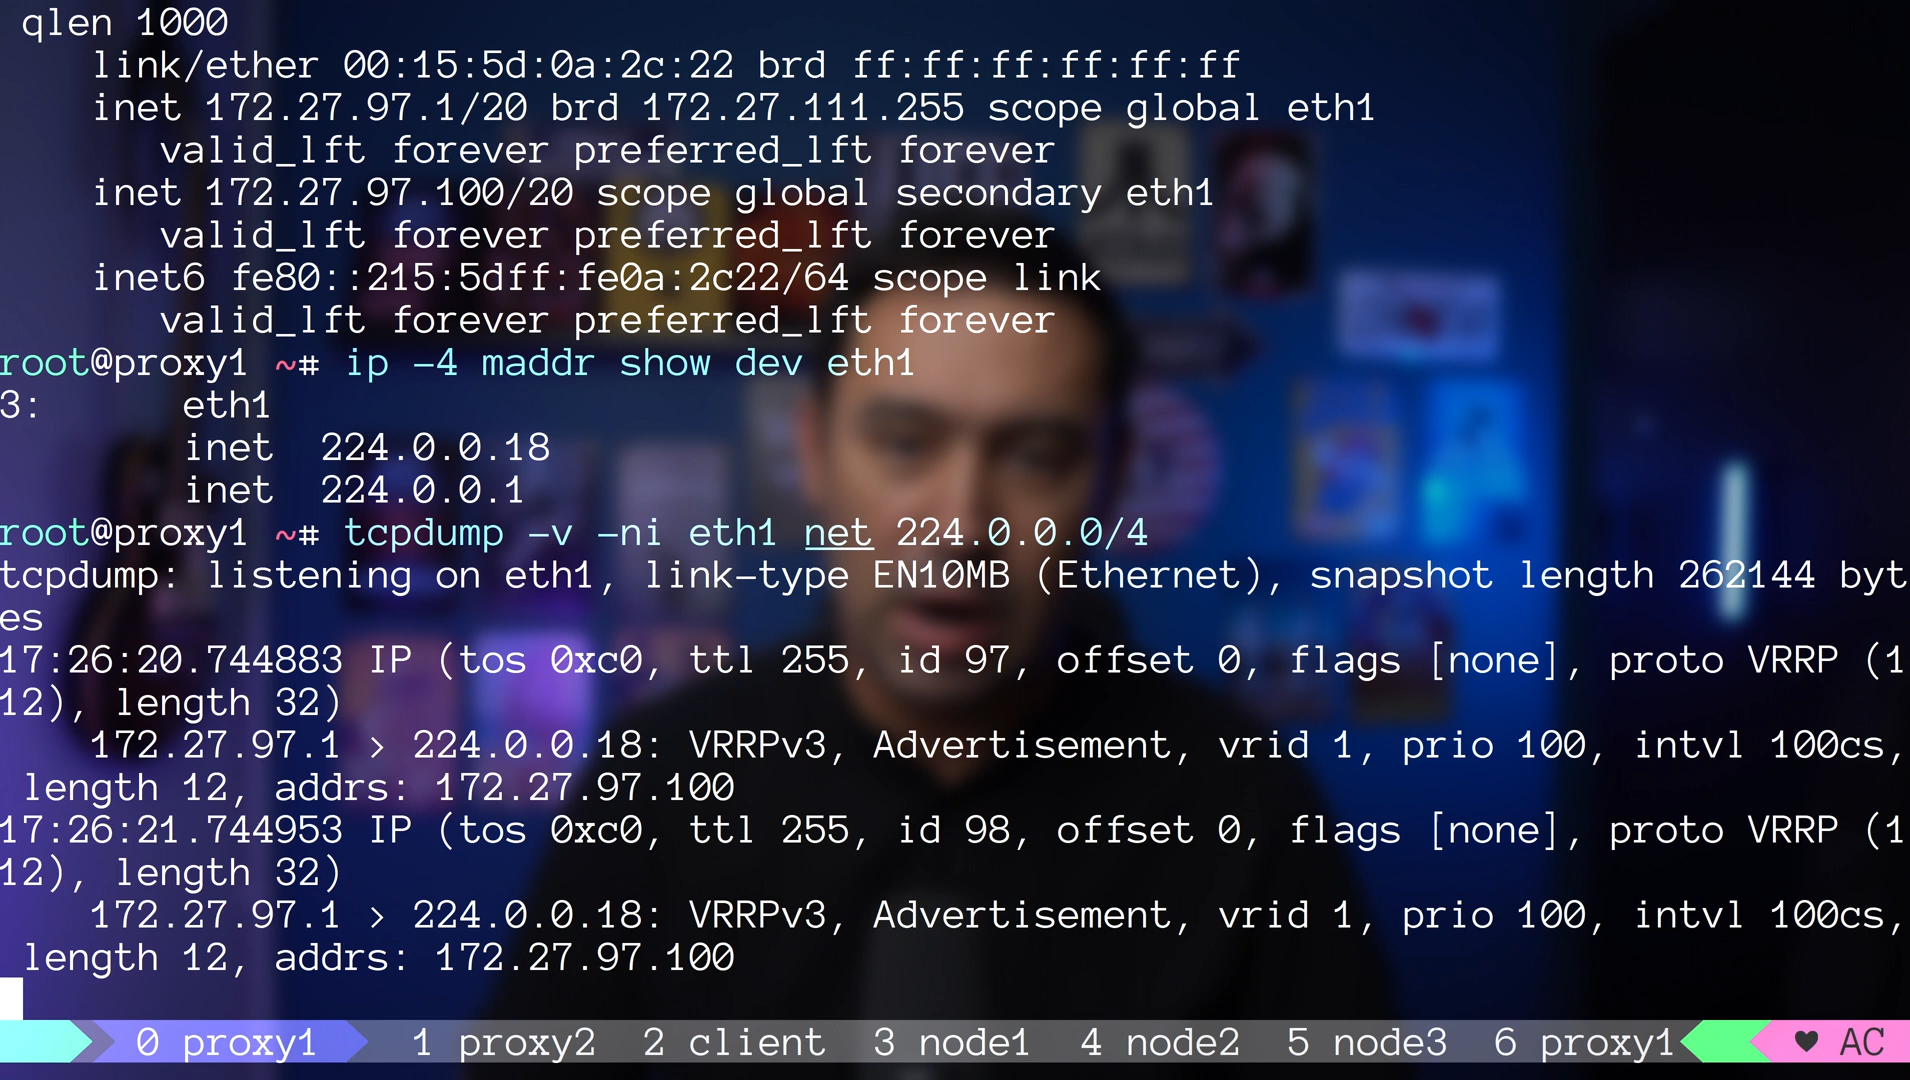 qlen 1000
link/ether 00:15:5d:0a:2c:22 brd ff:ff:ff:ff:ff:ff
inet 172.27.97.1/20 brd 172.27.111.255 scope global eth1
valid_lft forever preferred_lft forever
inet 172.27.97.100/20 scope global secondary eth1
valid_lft forever preferred_lft forever
inet6 fe80::215:5dff:fe0a:2c22/64 scope link
valid_lft forever preferred_lft forever
root@proxy1 ~# ip -4 maddr show dev eth1
3:      eth1
inet  224.0.0.18
inet  224.0.0.1
root@proxy1 ~# tcpdump -v -ni eth1 net 224.0.0.0/4
tcpdump: listening on eth1, link-type EN10MB (Ethernet), snapshot length 262144 byt
es
17:26:20.744883 IP (tos 0xc0, ttl 255, id 97, offset 0, flags [none], proto VRRP (1
12), length 32)
172.27.97.1 > 224.0.0.18: VRRPv3, Advertisement, vrid 1, prio 100, intvl 100cs,
length 12, addrs: 172.27.97.100
17:26:21.744953 IP (tos 0xc0, ttl 255, id 98, offset 0, flags [none], proto VRRP (1
12), length 32)
172.27.97.1 > 224.0.0.18: VRRPv3, Advertisement, vrid 1, prio 100, intvl 100cs,
length 12, addrs: 172.27.97.100
0 proxy1 1 proxy2 2 client 3 node1 4 node2 5 node3 6 proxy1 ♥ AC